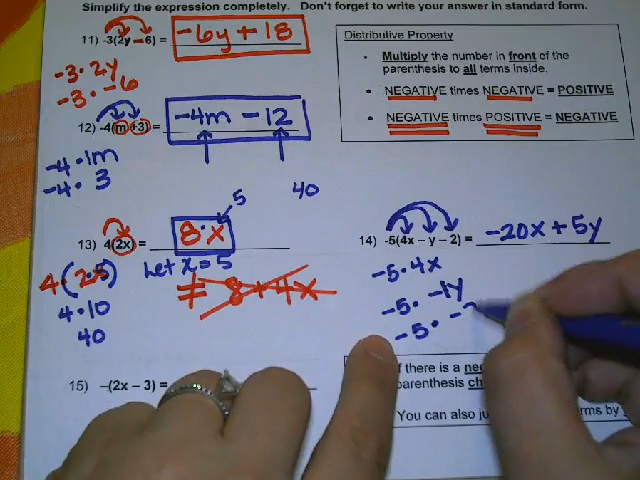 Simplify the expression completely. Don't forget to write your answer in standard form.
11) -3(2y - 6) = -6y + 18
-3 · 2y
-3 · -6
12) -4(m + 3) = -4m - 12
-4 · 1m
-4 · 3
Distributive Property
• Multiply the number in front of the parenthesis to all terms inside.
• NEGATIVE times NEGATIVE = POSITIVE
• NEGATIVE times POSITIVE = NEGATIVE
5
40
13) 4(2x) = 8·x
Let x = 5
4·(2·5)
4·10
40
≠ 8+4x
14) -5(4x - y - 2) = -20x + 5y
-5 · 4x
-5 · -1y
-5 · -
15) -(2x - 3) =
f there is a
parenthesis
You can also